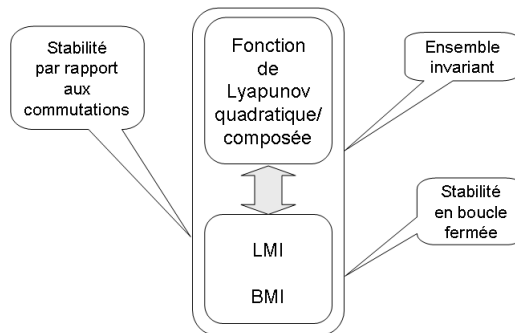 Stabilité
par rapport
aux
commutations
Fonction
de
Lyapunov
quadratique/
composée
Ensemble
invariant
Stabilité
en boucle
fermée
LMI
BMI